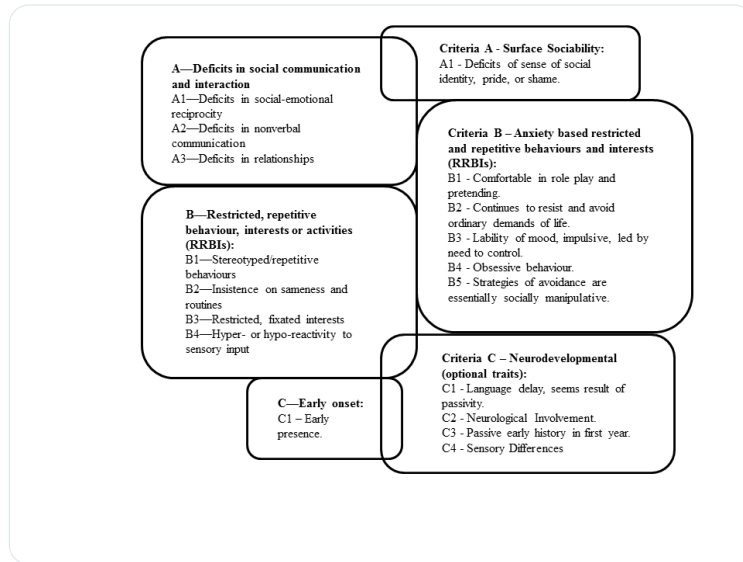 A—Deficits in social communication
and interaction
A1—Deficits in social-emotional
reciprocity
A2—Deficits in nonverbal
communication
A3—Deficits in relationships
B—Restricted, repetitive
behaviour, interests or activities
(RRBIs):
B1—Stereotyped/repetitive
behaviours
B2—Insistence on sameness and
routines
B3—Restricted, fixated interests
B4—Hyper- or hypo-reactivity to
sensory input
C—Early onset:
C1 – Early
presence.
Criteria A - Surface Sociability:
A1 - Deficits of sense of social
identity, pride, or shame.
Criteria B – Anxiety based restricted
and repetitive behaviours and interests
(RRBIs):
B1 - Comfortable in role play and
pretending.
B2 - Continues to resist and avoid
ordinary demands of life.
B3 - Lability of mood, impulsive, led by
need to control.
B4 - Obsessive behaviour.
B5 - Strategies of avoidance are
essentially socially manipulative.
Criteria C – Neurodevelopmental
(optional traits):
C1 - Language delay, seems result of
passivity.
C2 - Neurological Involvement.
C3 - Passive early history in first year.
C4 - Sensory Differences